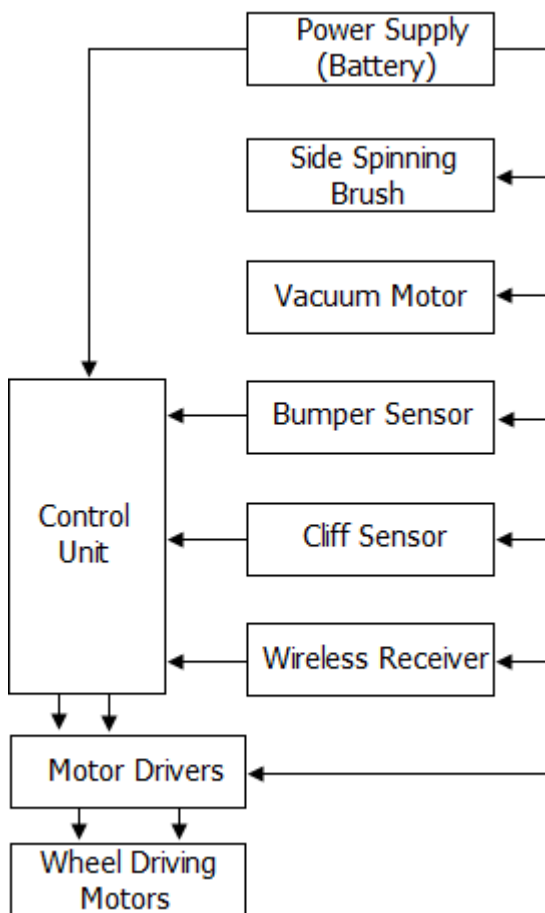 Power Supply
(Battery)
Side Spinning
Brush
Vacuum Motor
Bumper Sensor
Control
Unit
Cliff Sensor
Wireless Receiver
Motor Drivers
Wheel Driving
Motors